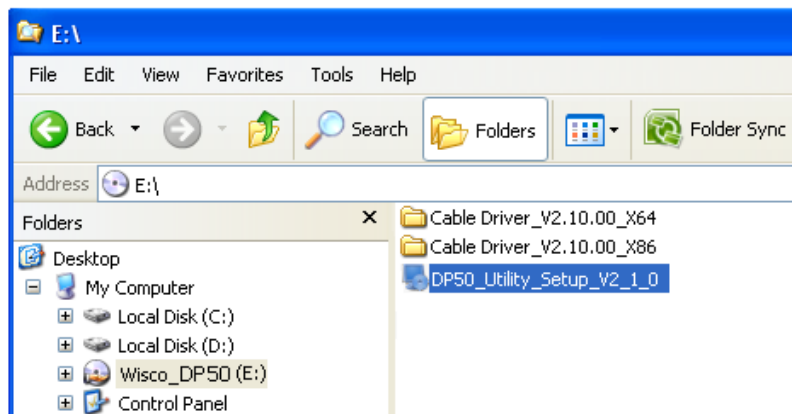 E:\
File Edit View Favorites Tools Help
Back Search Folders Folder Sync
Address E:\
Folders
Desktop
My Computer
Local Disk (C:)
Local Disk (D:)
Wisco_DP50 (E:)
Control Panel
Cable Driver_V2.10.00_X64
Cable Driver_V2.10.00_X86
DP50_Utility_Setup_V2_1_0